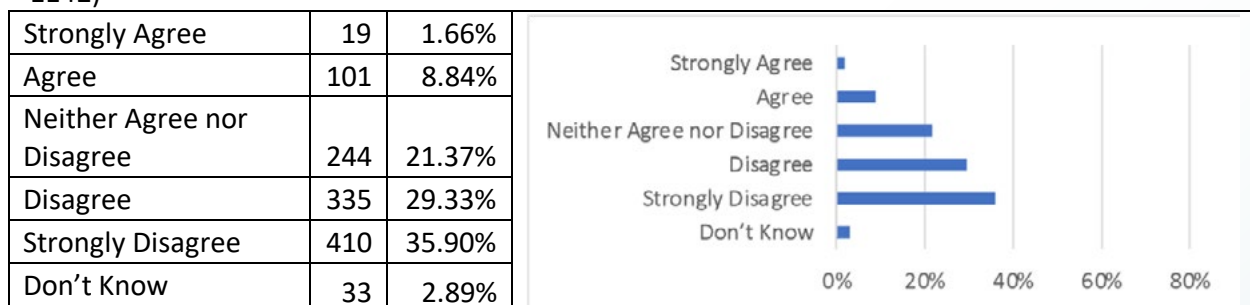 Strongly Agree 19 1.66%
Agree 101 8.84%
Neither Agree nor
Disagree 244 21.37%
Disagree 335 29.33%
Strongly Disagree 410 35.90%
Don't Know 33 2.89%
Strongly Agree
Agree
Neither Agree nor Disagree
Disagree
Strongly Disagree
Don't Know
0% 20% 40% 60% 80%